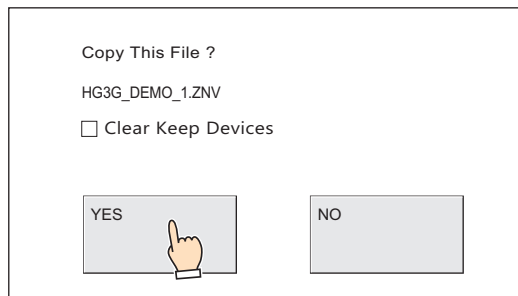 Copy This File ?
HG3G_DEMO_1.ZNV
Clear Keep Devices
YES
NO